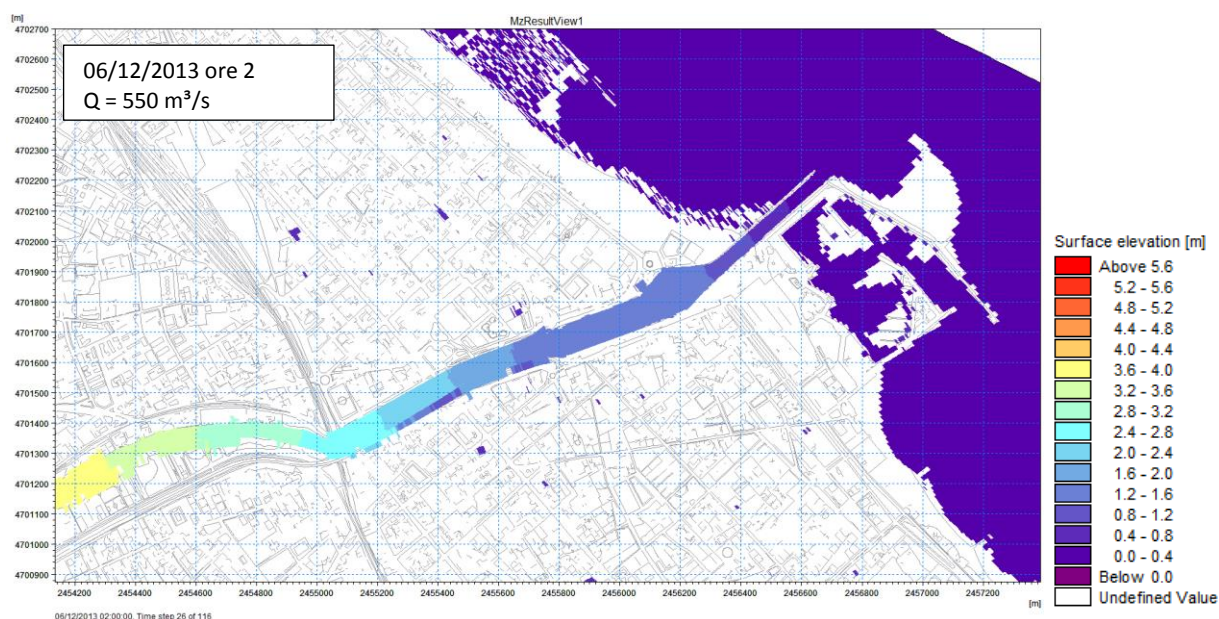 [m]
MzResultView1
4702700
4702600
4702500
4702400
4702300
4702200
4702100
4702000
4701900
4701800
4701700
4701600
4701500
4701400
4701300
4701200
4701100
4701000
4700900
06/12/2013 ore 2
Q = 550 m³/s
2454200 2454400 2454600 2454800 2455000 2455200 2455400 2455600 2455800 2456000 2456200 2456400 2456600 2456800 2457000 2457200
[m]
06/12/2013 02:00:00, Time step 26 of 116
Surface elevation [m]
Above 5.6
5.2 - 5.6
4.8 - 5.2
4.4 - 4.8
4.0 - 4.4
3.6 - 4.0
3.2 - 3.6
2.8 - 3.2
2.4 - 2.8
2.0 - 2.4
1.6 - 2.0
1.2 - 1.6
0.8 - 1.2
0.4 - 0.8
0.0 - 0.4
Below 0.0
Undefined Value